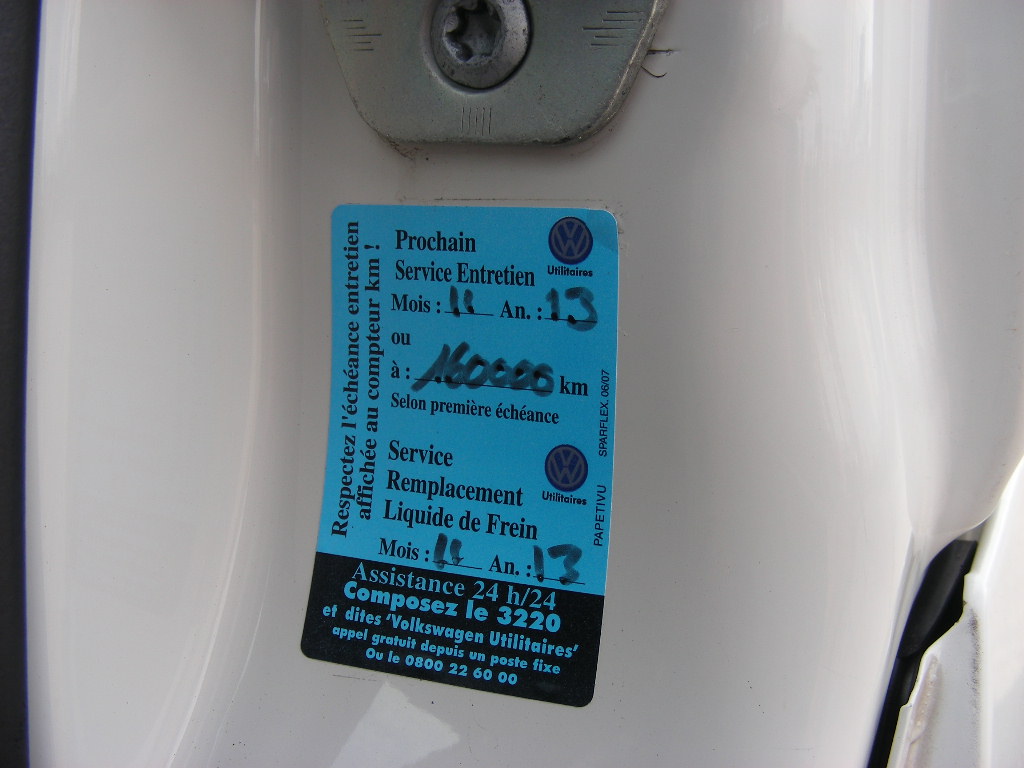 Respectez l'échéance entretien
affichée au compteur km !
Prochain
Service Entretien
Utilitaires
Mois : 11 An. : 13
ou
à : 160000 km
Selon première échéance
Service
Remplacement
Liquide de Frein
Utilitaires
Mois : 11 An. : 13
PAPETIVU SPARFLEX. 06/07
Assistance 24 h/24
Composez le 3220
et dites 'Volkswagen Utilitaires'
appel gratuit depuis un poste fixe
Ou le 0800 22 60 00